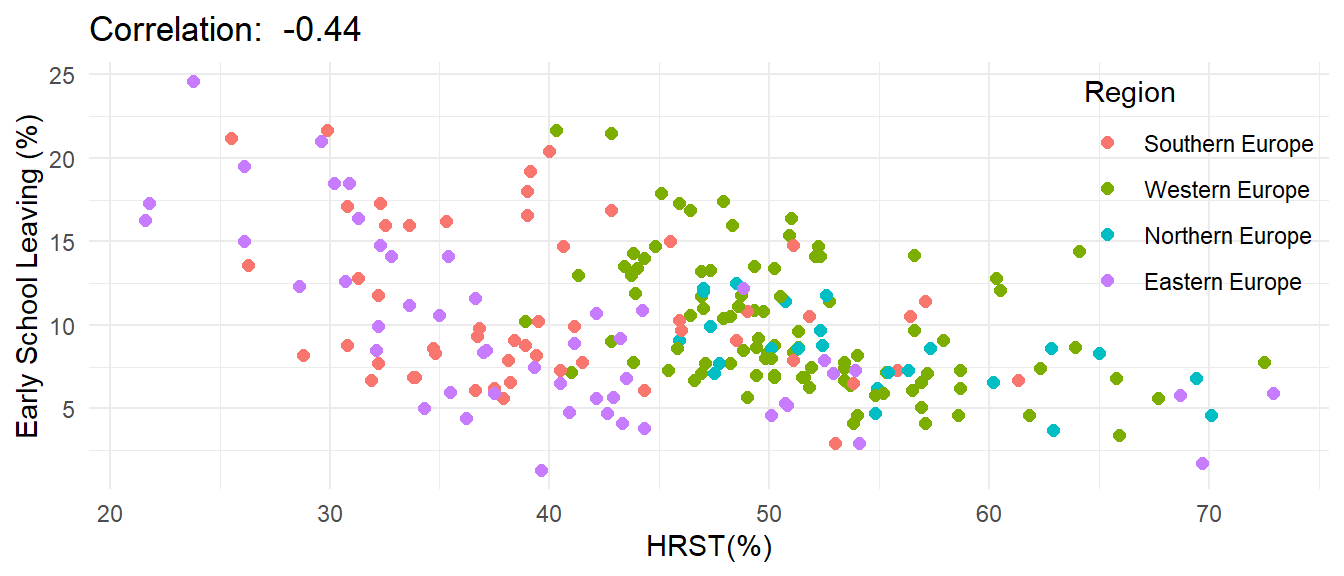 Correlation:  -0.44
Early School Leaving (%)
25
20
15
10
5
20 30 40 50 60 70
HRST(%)
Region
Southern Europe
Western Europe
Northern Europe
Eastern Europe